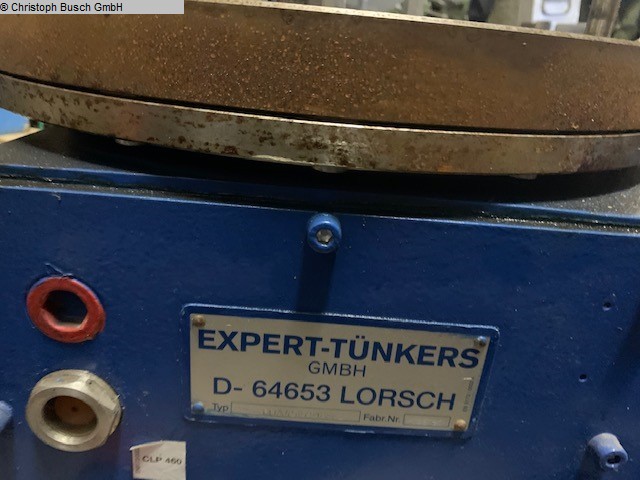 © Christoph Busch GmbH
EXPERT-TÜNKERS
GMBH
D- 64653 LORSCH
Typ Fabr.Nr.
CLP 460